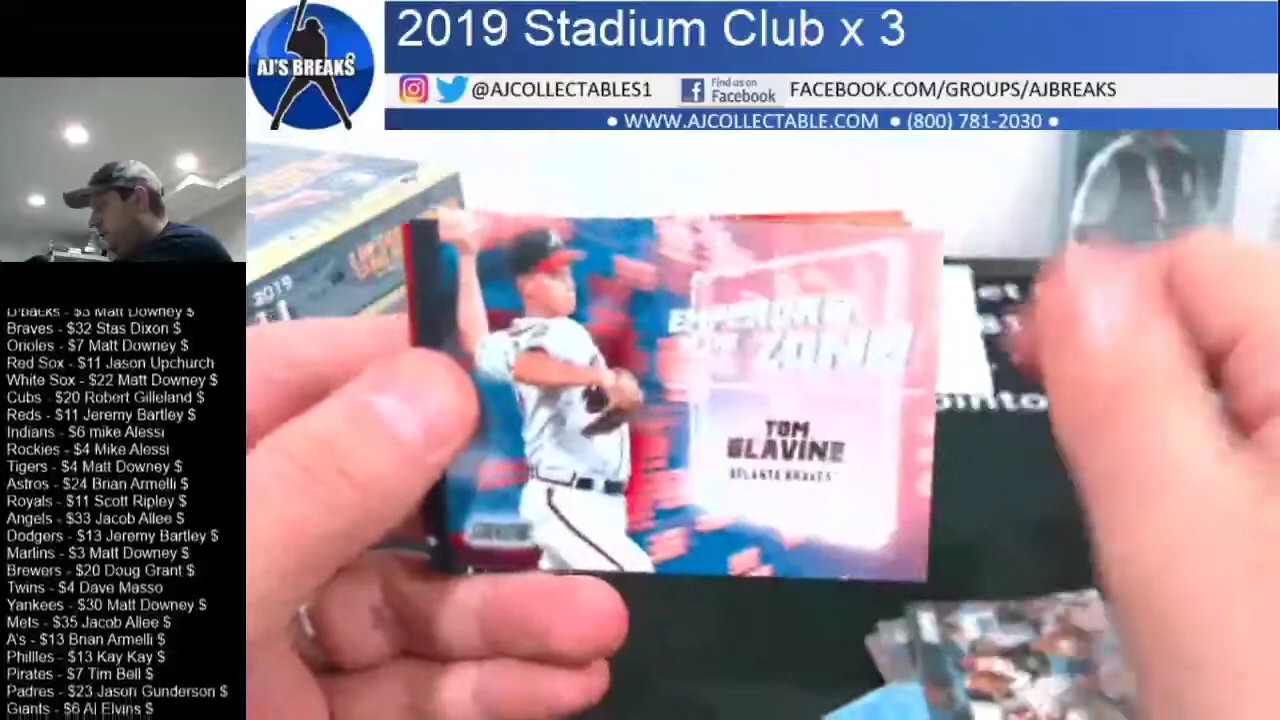 2019 Stadium Club x 3
AJ'S BREAKS
@AJCOLLECTABLES1
Find us on
Facebook
FACEBOOK.COM/GROUPS/AJBREAKS
• WWW.AJCOLLECTABLE.COM • (800) 781-2030 •
2019
ZONE
TOM
GLAVINE
ATLANTA BRAVES
D'backs - $3 Matt Downey $
Braves - $32 Stas Dixon $
Orioles - $7 Matt Downey $
Red Sox - $11 Jason Upchurch
White Sox - $22 Matt Downey $
Cubs - $20 Robert Gilleland $
Reds - $11 Jeremy Bartley $
Indians - $6 mike Alessi
Rockies - $4 Mike Alessi
Tigers - $4 Matt Downey $
Astros - $24 Brian Armelli $
Royals - $11 Scott Ripley $
Angels - $33 Jacob Allee $
Dodgers - $13 Jeremy Bartley $
Marlins - $3 Matt Downey $
Brewers - $20 Doug Grant $
Twins - $4 Dave Masso
Yankees - $30 Matt Downey $
Mets - $35 Jacob Allee $
A's - $13 Brian Armelli $
Phillies - $13 Kay Kay $
Pirates - $7 Tim Bell $
Padres - $23 Jason Gunderson $
Giants - $6 Al Elvins $